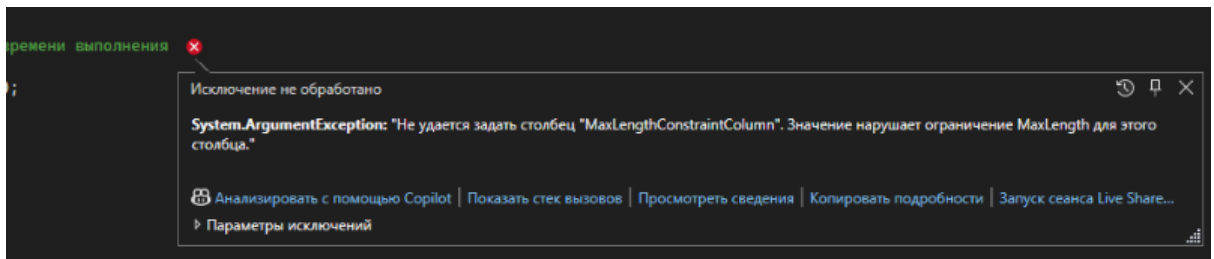 времени выполнения
);
Исключение не обработано
System.ArgumentException: "Не удается задать столбец "MaxLengthConstraintColumn". Значение нарушает ограничение MaxLength для этого
столбца."
Анализировать с помощью Copilot | Показать стек вызовов | Просмотреть сведения | Копировать подробности | Запуск сеанса Live Share...
Параметры исключений